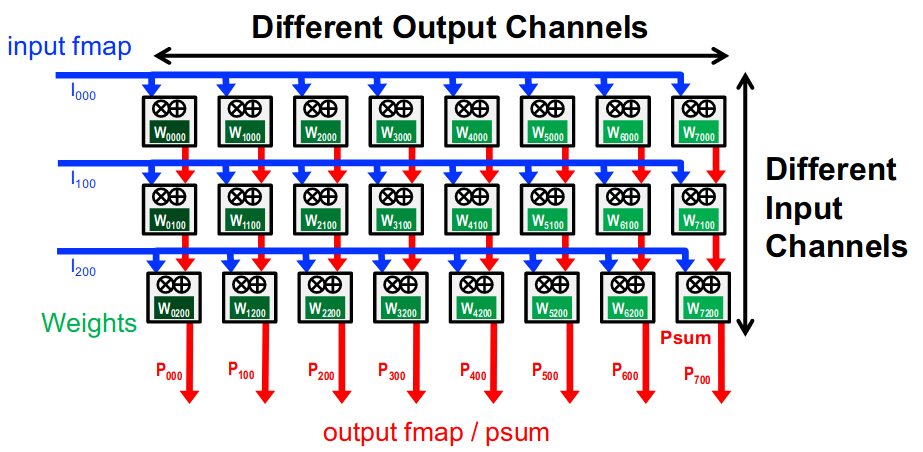 Different Output Channels
input fmap
I000
W0000 W1000 W2000 W3000 W4000 W5000 W6000 W7000
Different
Input
Channels
I100
W0100 W1100 W2100 W3100 W4100 W5100 W6100 W7100
I200
W0200 W1200 W2200 W3200 W4200 W5200 W6200 W7200
Weights
Psum
P000 P100 P200 P300 P400 P500 P600 P700
output fmap / psum